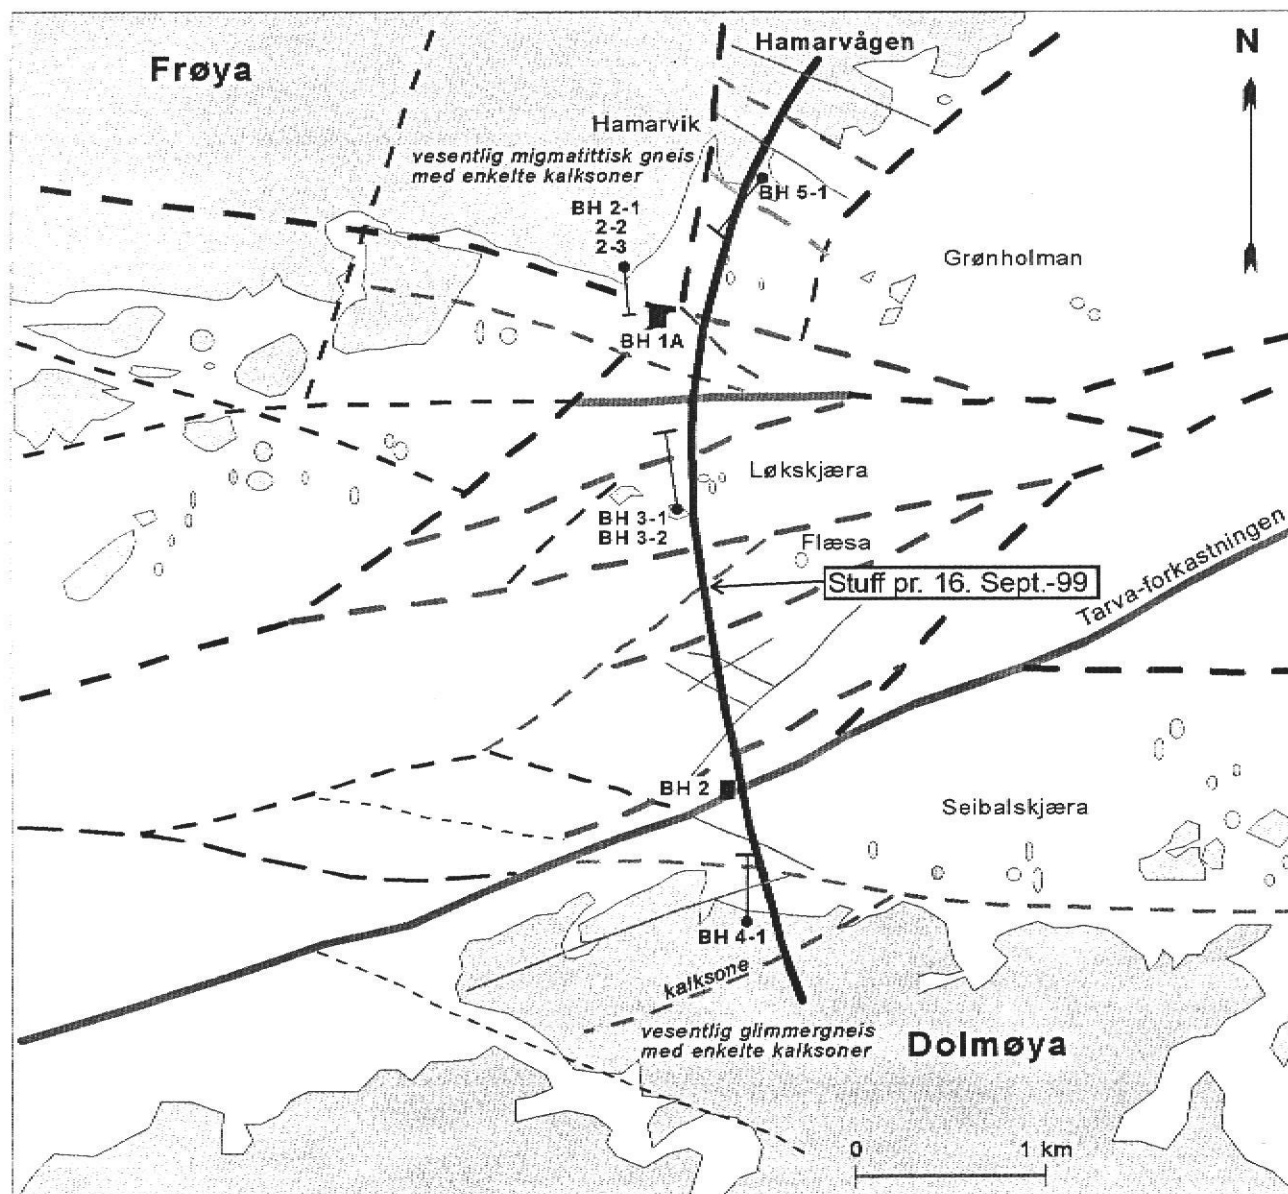 Hamarvågen
N
Frøya
Hamarvik
vesentlig migmatittisk gneis
med enkelte kalksoner
BH 5-1
BH 2-1
2-2
2-3
Grønholman
BH 1A
Løkskjæra
BH 3-1
BH 3-2
Flæsa
Stuff pr. 16. Sept.-99
Tarva-forkastningen
BH 2
Seibalskjæra
BH 4-1
kalksone
vesentlig glimmergneis
med enkelte kalksoner
Dolmøya
0 1 km